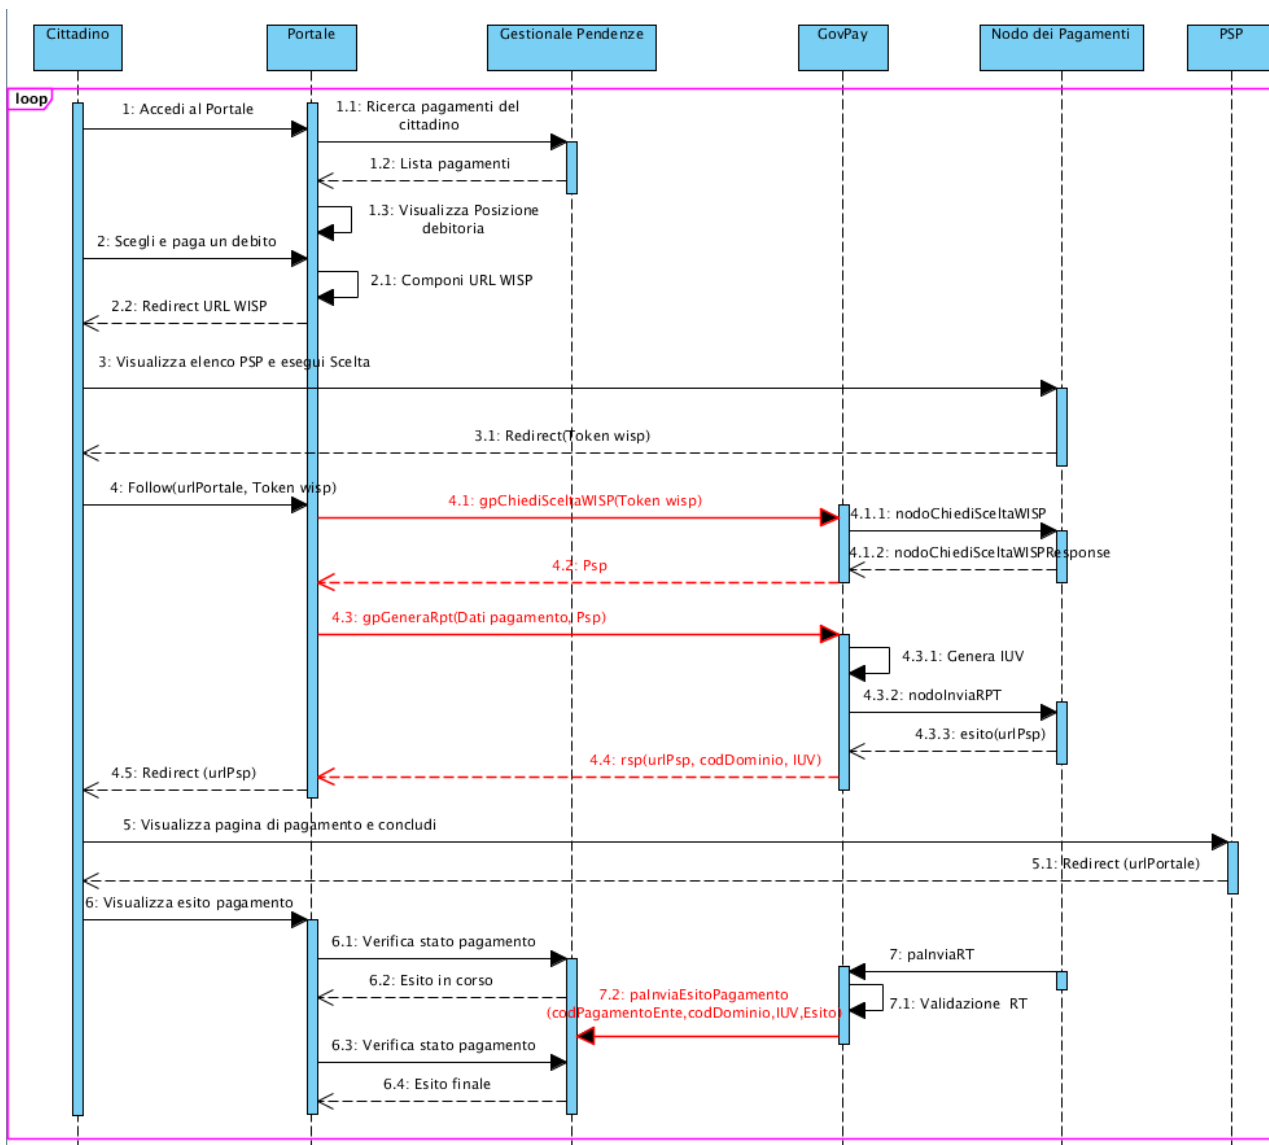 Cittadino
Portale
Gestionale Pendenze
GovPay
Nodo dei Pagamenti
PSP
loop
1: Accedi al Portale
1.1: Ricerca pagamenti del
cittadino
1.2: Lista pagamenti
1.3: Visualizza Posizione
debitoria
2: Scegli e paga un debito
2.1: Componi URL WISP
2.2: Redirect URL WISP
3: Visualizza elenco PSP e esegui Scelta
3.1: Redirect(Token wisp)
4: Follow(urlPortale, Token wisp)
4.1: gpChiediSceltaWISP(Token wisp)
4.1.1: nodoChiediSceltaWISP
4.1.2: nodoChiediSceltaWISPResponse
4.2: Psp
4.3: gpGeneraRpt(Dati pagamento, Psp)
4.3.1: Genera IUV
4.3.2: nodoInviaRPT
4.3.3: esito(urlPsp)
4.4: rsp(urlPsp, codDominio, IUV)
4.5: Redirect (urlPsp)
5: Visualizza pagina di pagamento e concludi
5.1: Redirect (urlPortale)
6: Visualizza esito pagamento
6.1: Verifica stato pagamento
7: paInviaRT
6.2: Esito in corso
7.2: paInviaEsitoPagamento
(codPagamentoEnte,codDominio,IUV,Esito)
7.1: Validazione RT
6.3: Verifica stato pagamento
6.4: Esito finale